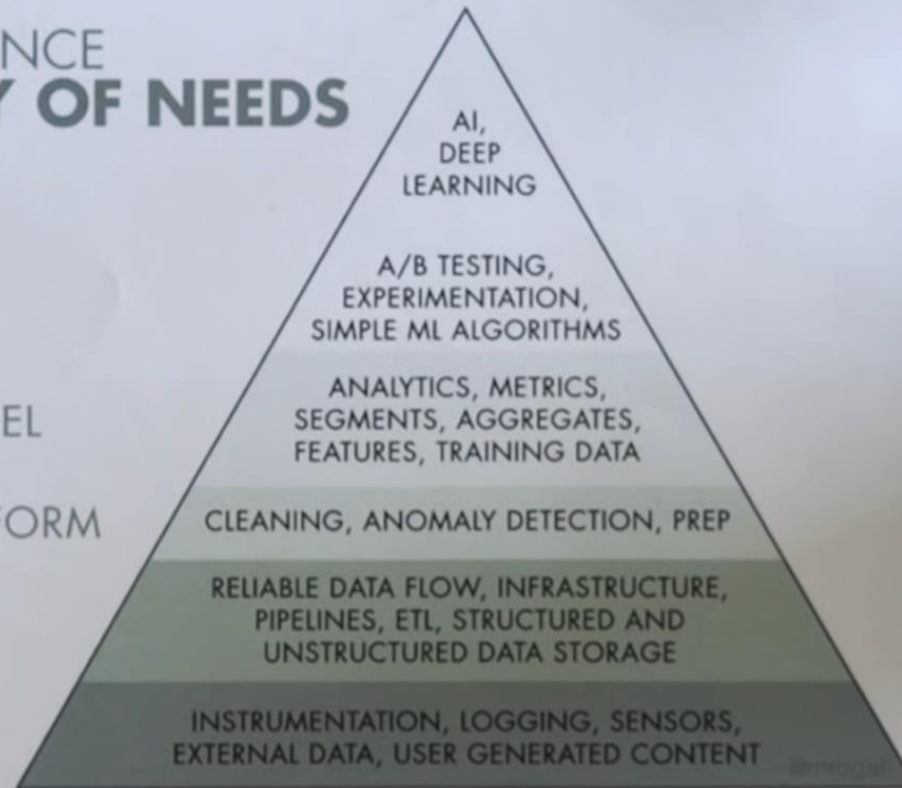 NCE
Y OF NEEDS
AI,
DEEP
LEARNING
A/B TESTING,
EXPERIMENTATION,
SIMPLE ML ALGORITHMS
ANALYTICS, METRICS,
SEGMENTS, AGGREGATES,
FEATURES, TRAINING DATA
EL
CLEANING, ANOMALY DETECTION, PREP
FORM
RELIABLE DATA FLOW, INFRASTRUCTURE,
PIPELINES, ETL, STRUCTURED AND
UNSTRUCTURED DATA STORAGE
INSTRUMENTATION, LOGGING, SENSORS,
EXTERNAL DATA, USER GENERATED CONTENT